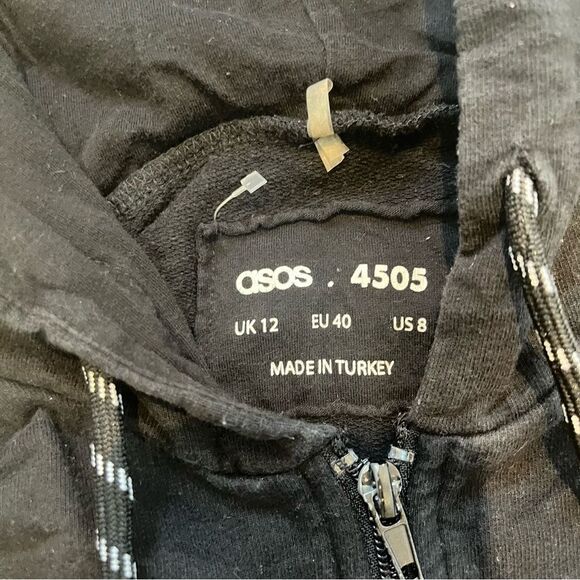 asos . 4505
UK 12 EU 40 US 8
MADE IN TURKEY